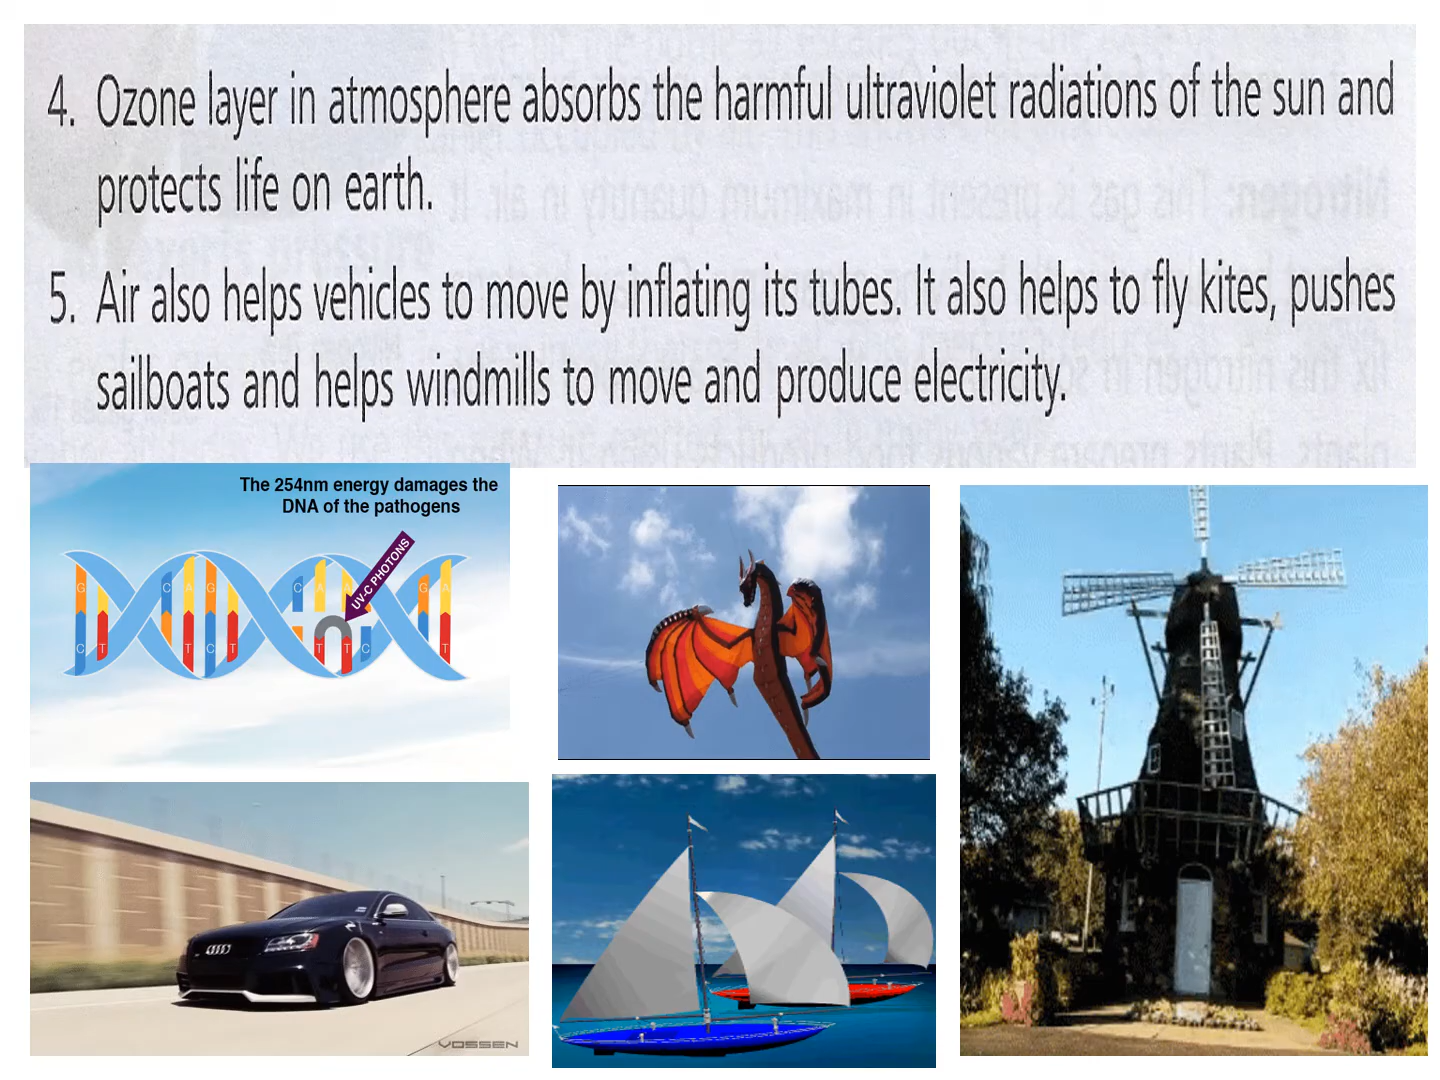 4. Ozone layer in atmosphere absorbs the harmful ultraviolet radiations of the sun and
protects life on earth.
5. Air also helps vehicles to move by inflating its tubes. It also helps to fly kites, pushes
sailboats and helps windmills to move and produce electricity.
The 254nm energy damages the
DNA of the pathogens
UV-C PHOTONS
G C A G C A G A
C T T C T T T C T
VOSSEN